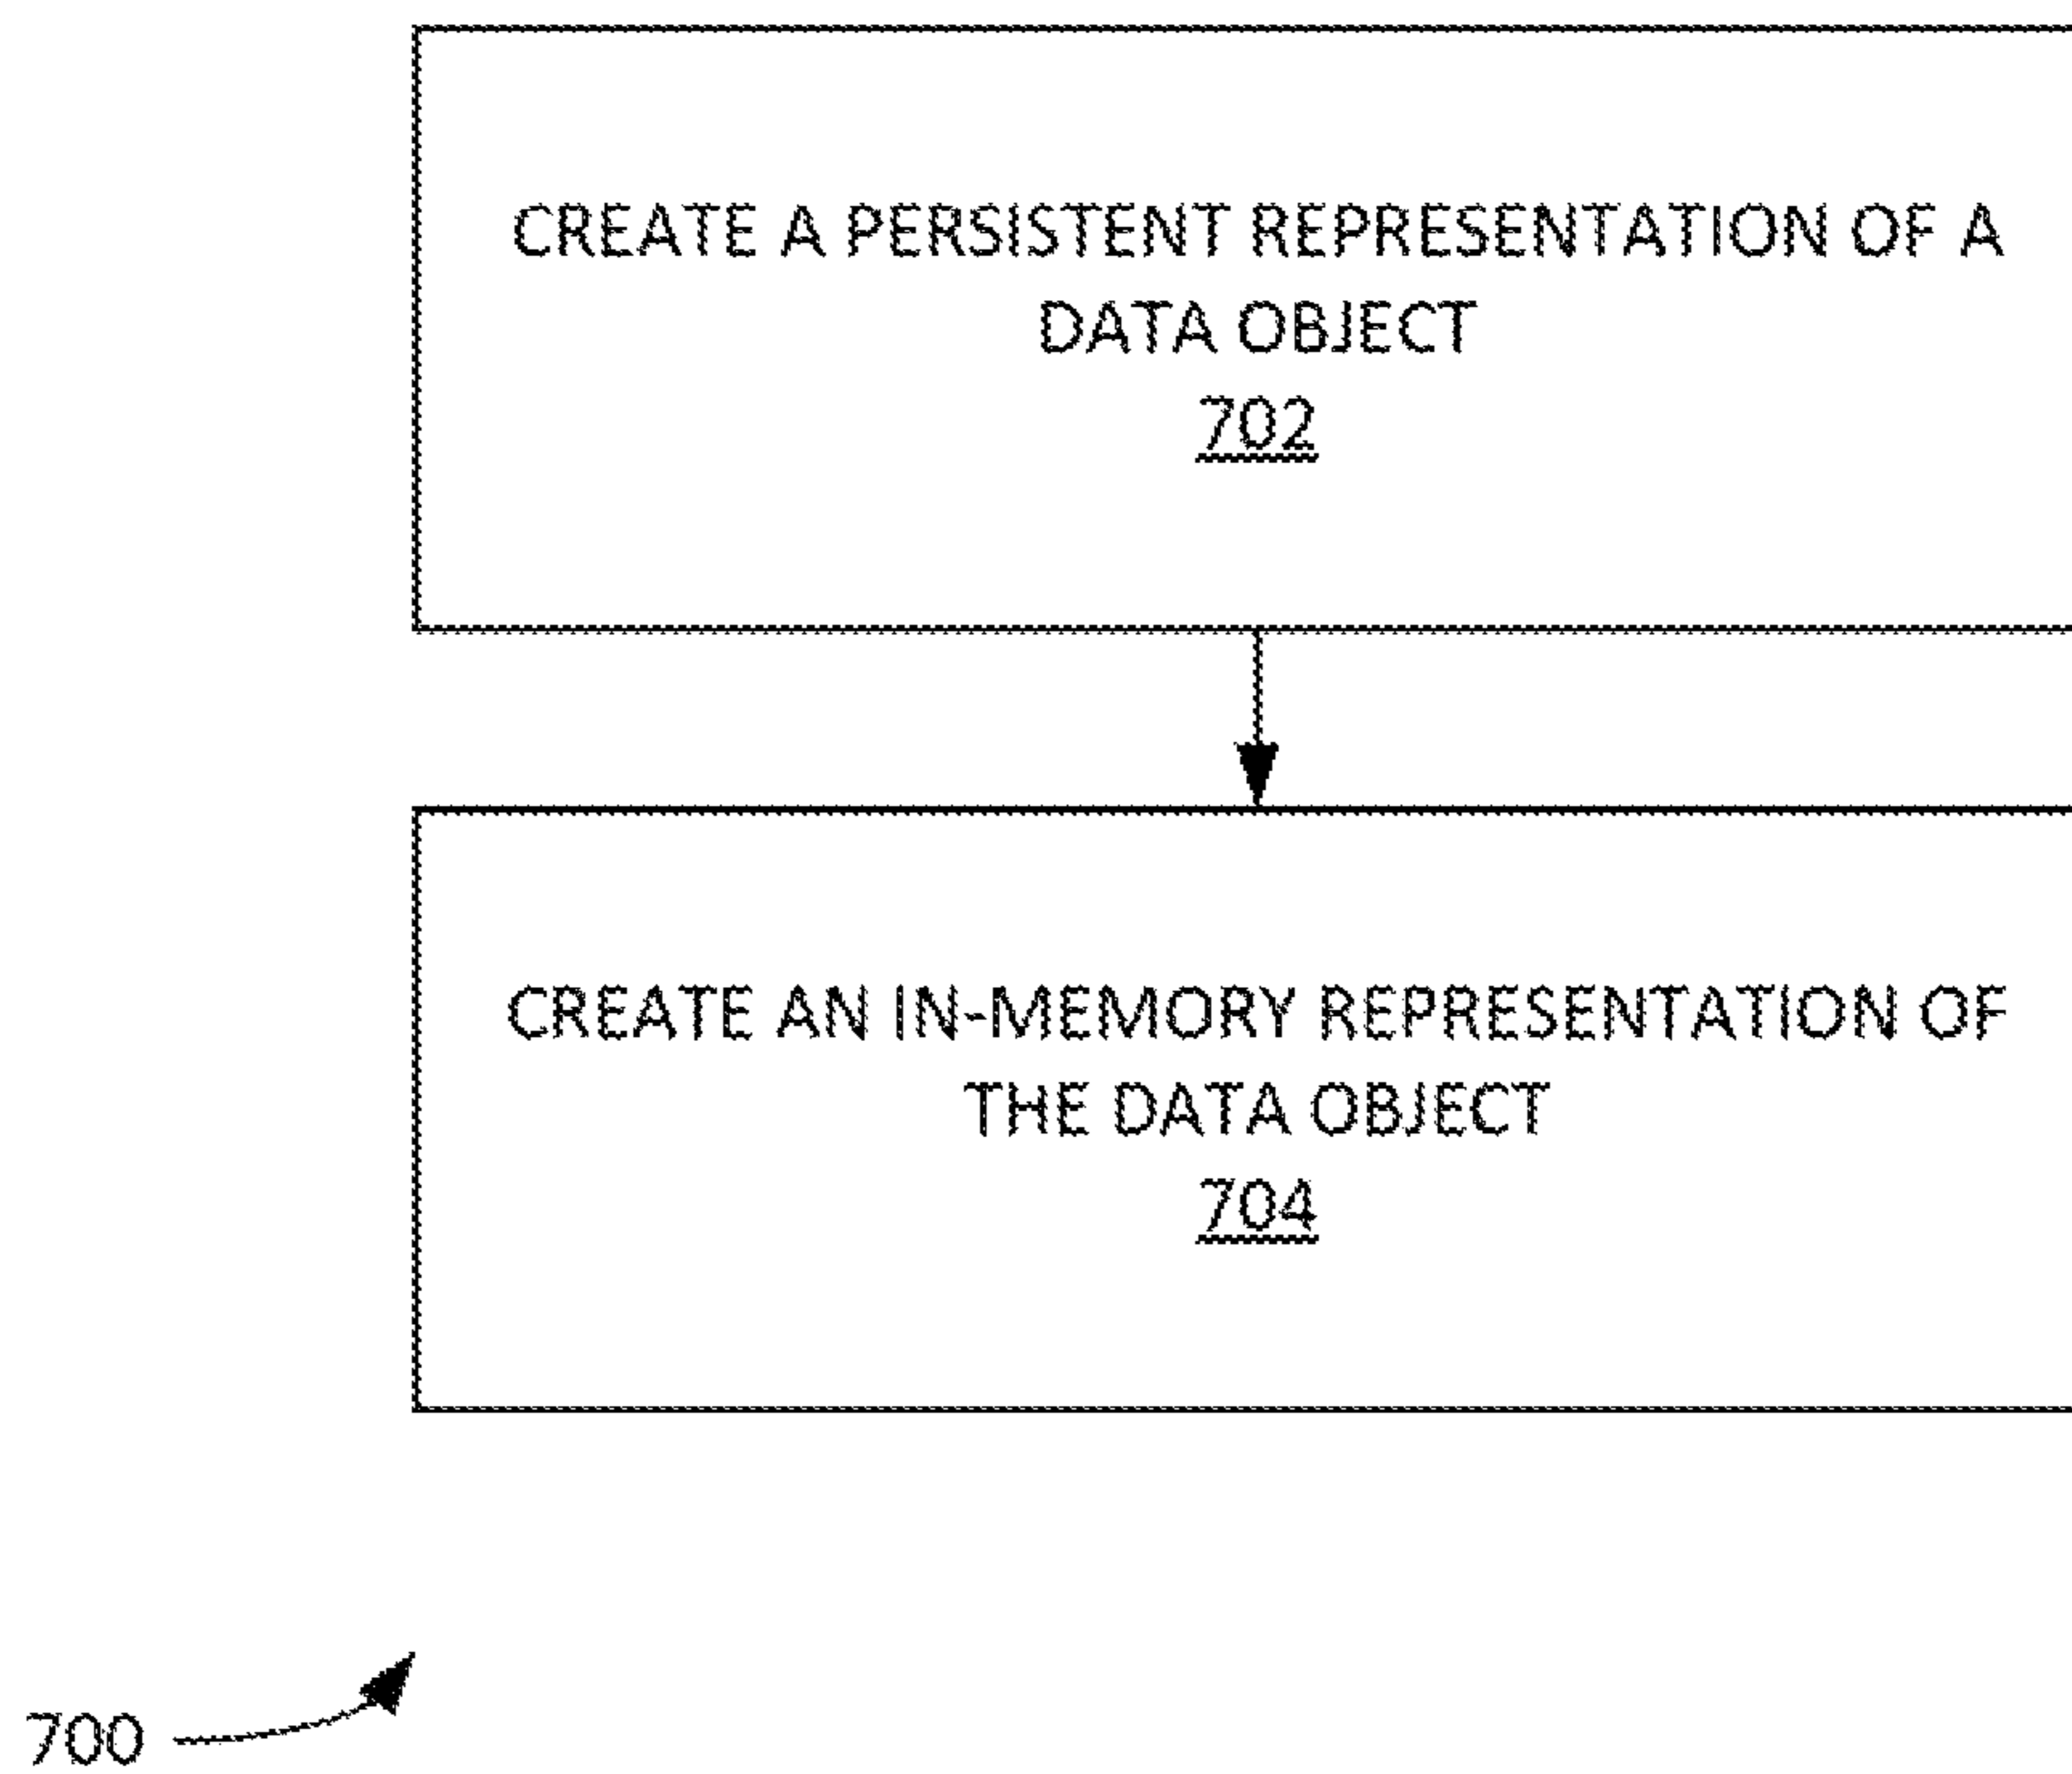 CREATE A PERSISTENT REPRESENTATION OF A
DATA OBJECT
702
CREATE AN IN-MEMORY REPRESENTATION OF
THE DATA OBJECT
704
700